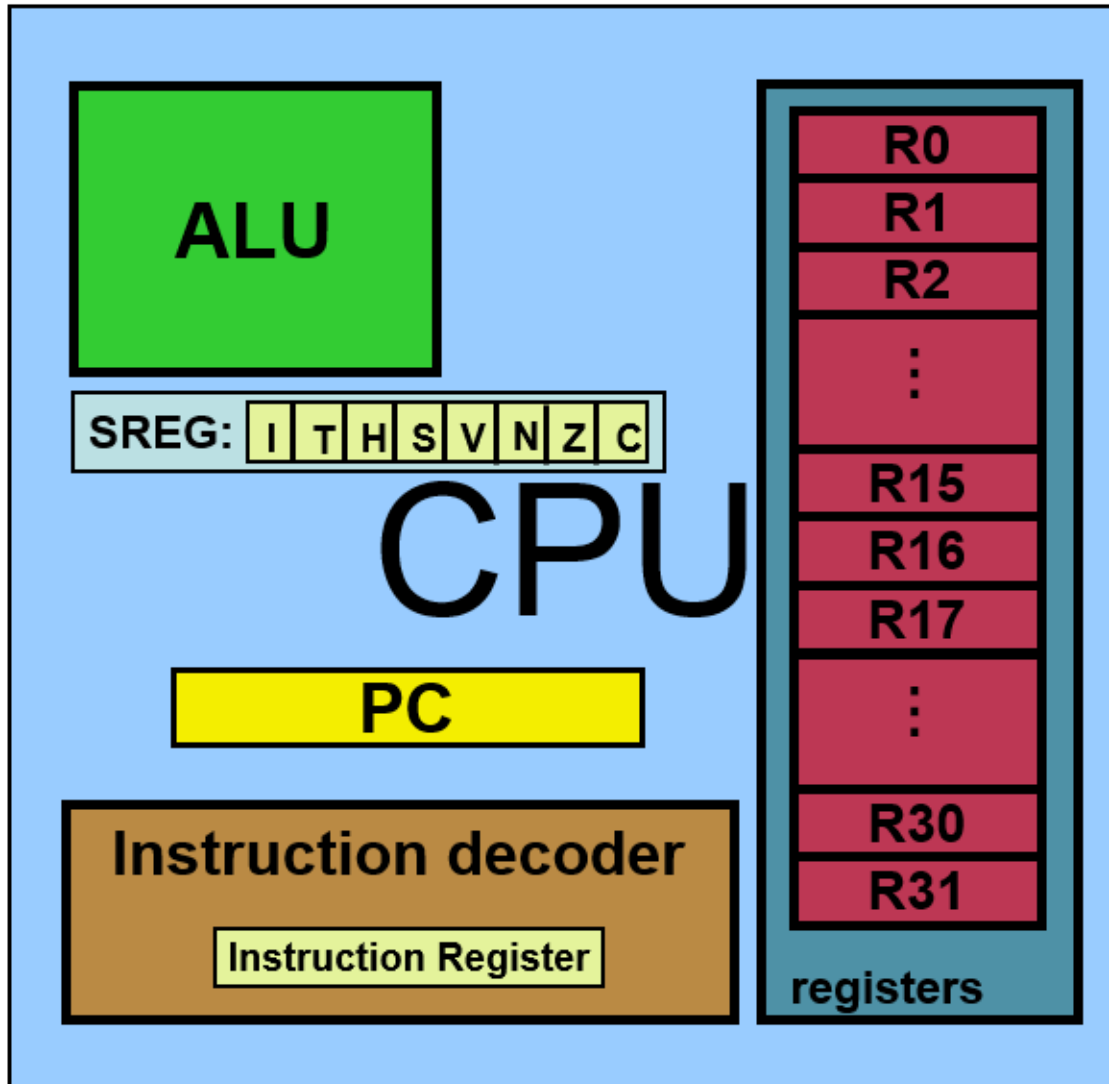 ALU
SREG: I T H S V N Z C
CPU
PC
Instruction decoder
Instruction Register
R0
R1
R2
⋮
R15
R16
R17
⋮
R30
R31
registers